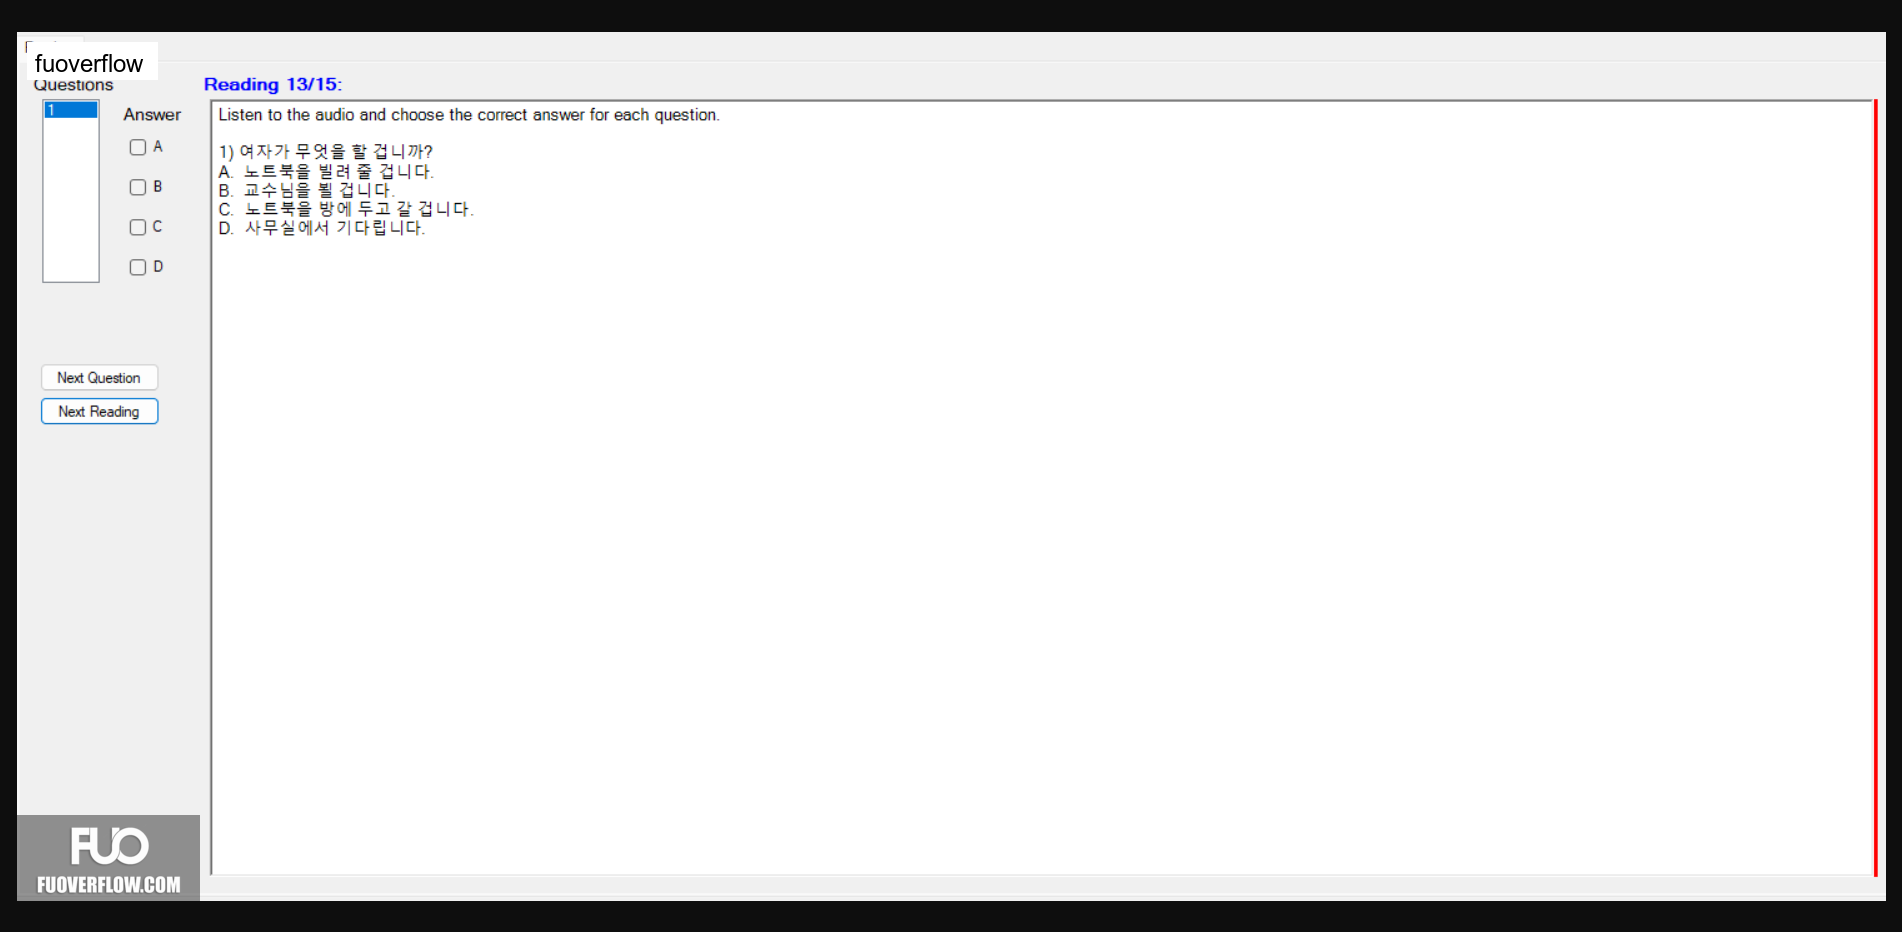 fuoverflow
Questions
Reading 13/15:
1
Answer
A
B
C
D
Listen to the audio and choose the correct answer for each question.
1) 여자가 무엇을 할 겁니까?
A. 노트북을 빌려 줄 겁니다.
B. 교수님을 뵐 겁니다.
C. 노트북을 방에 두고 갈 겁니다.
D. 사무실에서 기다립니다.
Next Question
Next Reading
FUO
FUOVERFLOW.COM